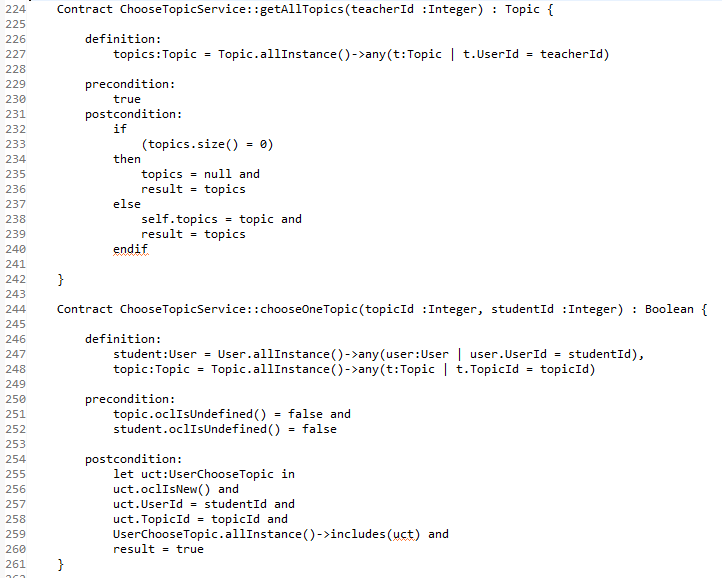 224 Contract ChooseTopicService::getAllTopics(teacherId :Integer) : Topic {
225
226 definition:
227 topics:Topic = Topic.allInstance()->any(t:Topic | t.UserId = teacherId)
228
229 precondition:
230 true
231 postcondition:
232 if
233 (topics.size() = 0)
234 then
235 topics = null and
236 result = topics
237 else
238 self.topics = topic and
239 result = topics
240 endif
241
242 }
243
244 Contract ChooseTopicService::chooseOneTopic(topicId :Integer, studentId :Integer) : Boolean {
245
246 definition:
247 student:User = User.allInstance()->any(user:User | user.UserId = studentId),
248 topic:Topic = Topic.allInstance()->any(t:Topic | t.TopicId = topicId)
249
250 precondition:
251 topic.oclIsUndefined() = false and
252 student.oclIsUndefined() = false
253
254 postcondition:
255 let uct:UserChooseTopic in
256 uct.oclIsNew() and
257 uct.UserId = studentId and
258 uct.TopicId = topicId and
259 UserChooseTopic.allInstance()->includes(uct) and
260 result = true
261 }